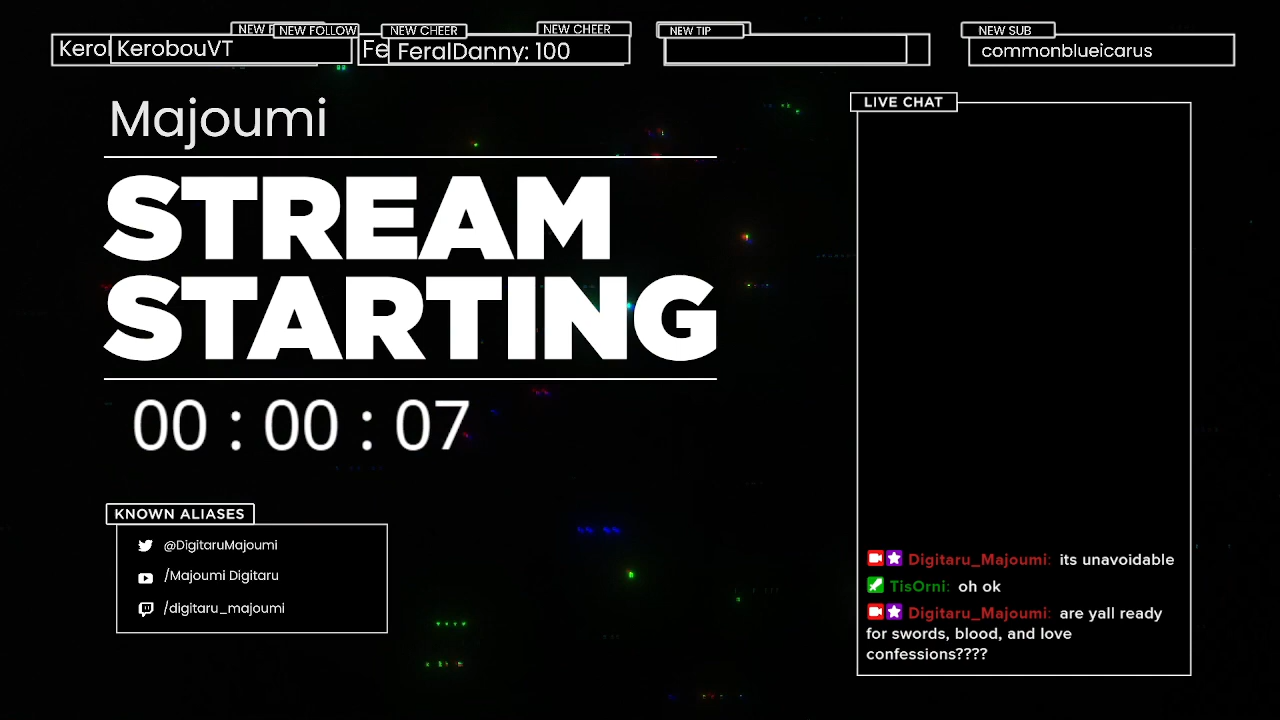 NEW FOLLOW
NEW CHEER
NEW CHEER
NEW TIP
NEW SUB
KerobouVT
FeralDanny: 100
commonblueicarus
Majoumi
LIVE CHAT
STREAM
STARTING
00 : 00 : 07
KNOWN ALIASES
@DigitaruMajoumi
/Majoumi Digitaru
/digitaru_majoumi
Digitaru_Majoumi: its unavoidable
TisOrni: oh ok
Digitaru_Majoumi: are yall ready
for swords, blood, and love
confessions????